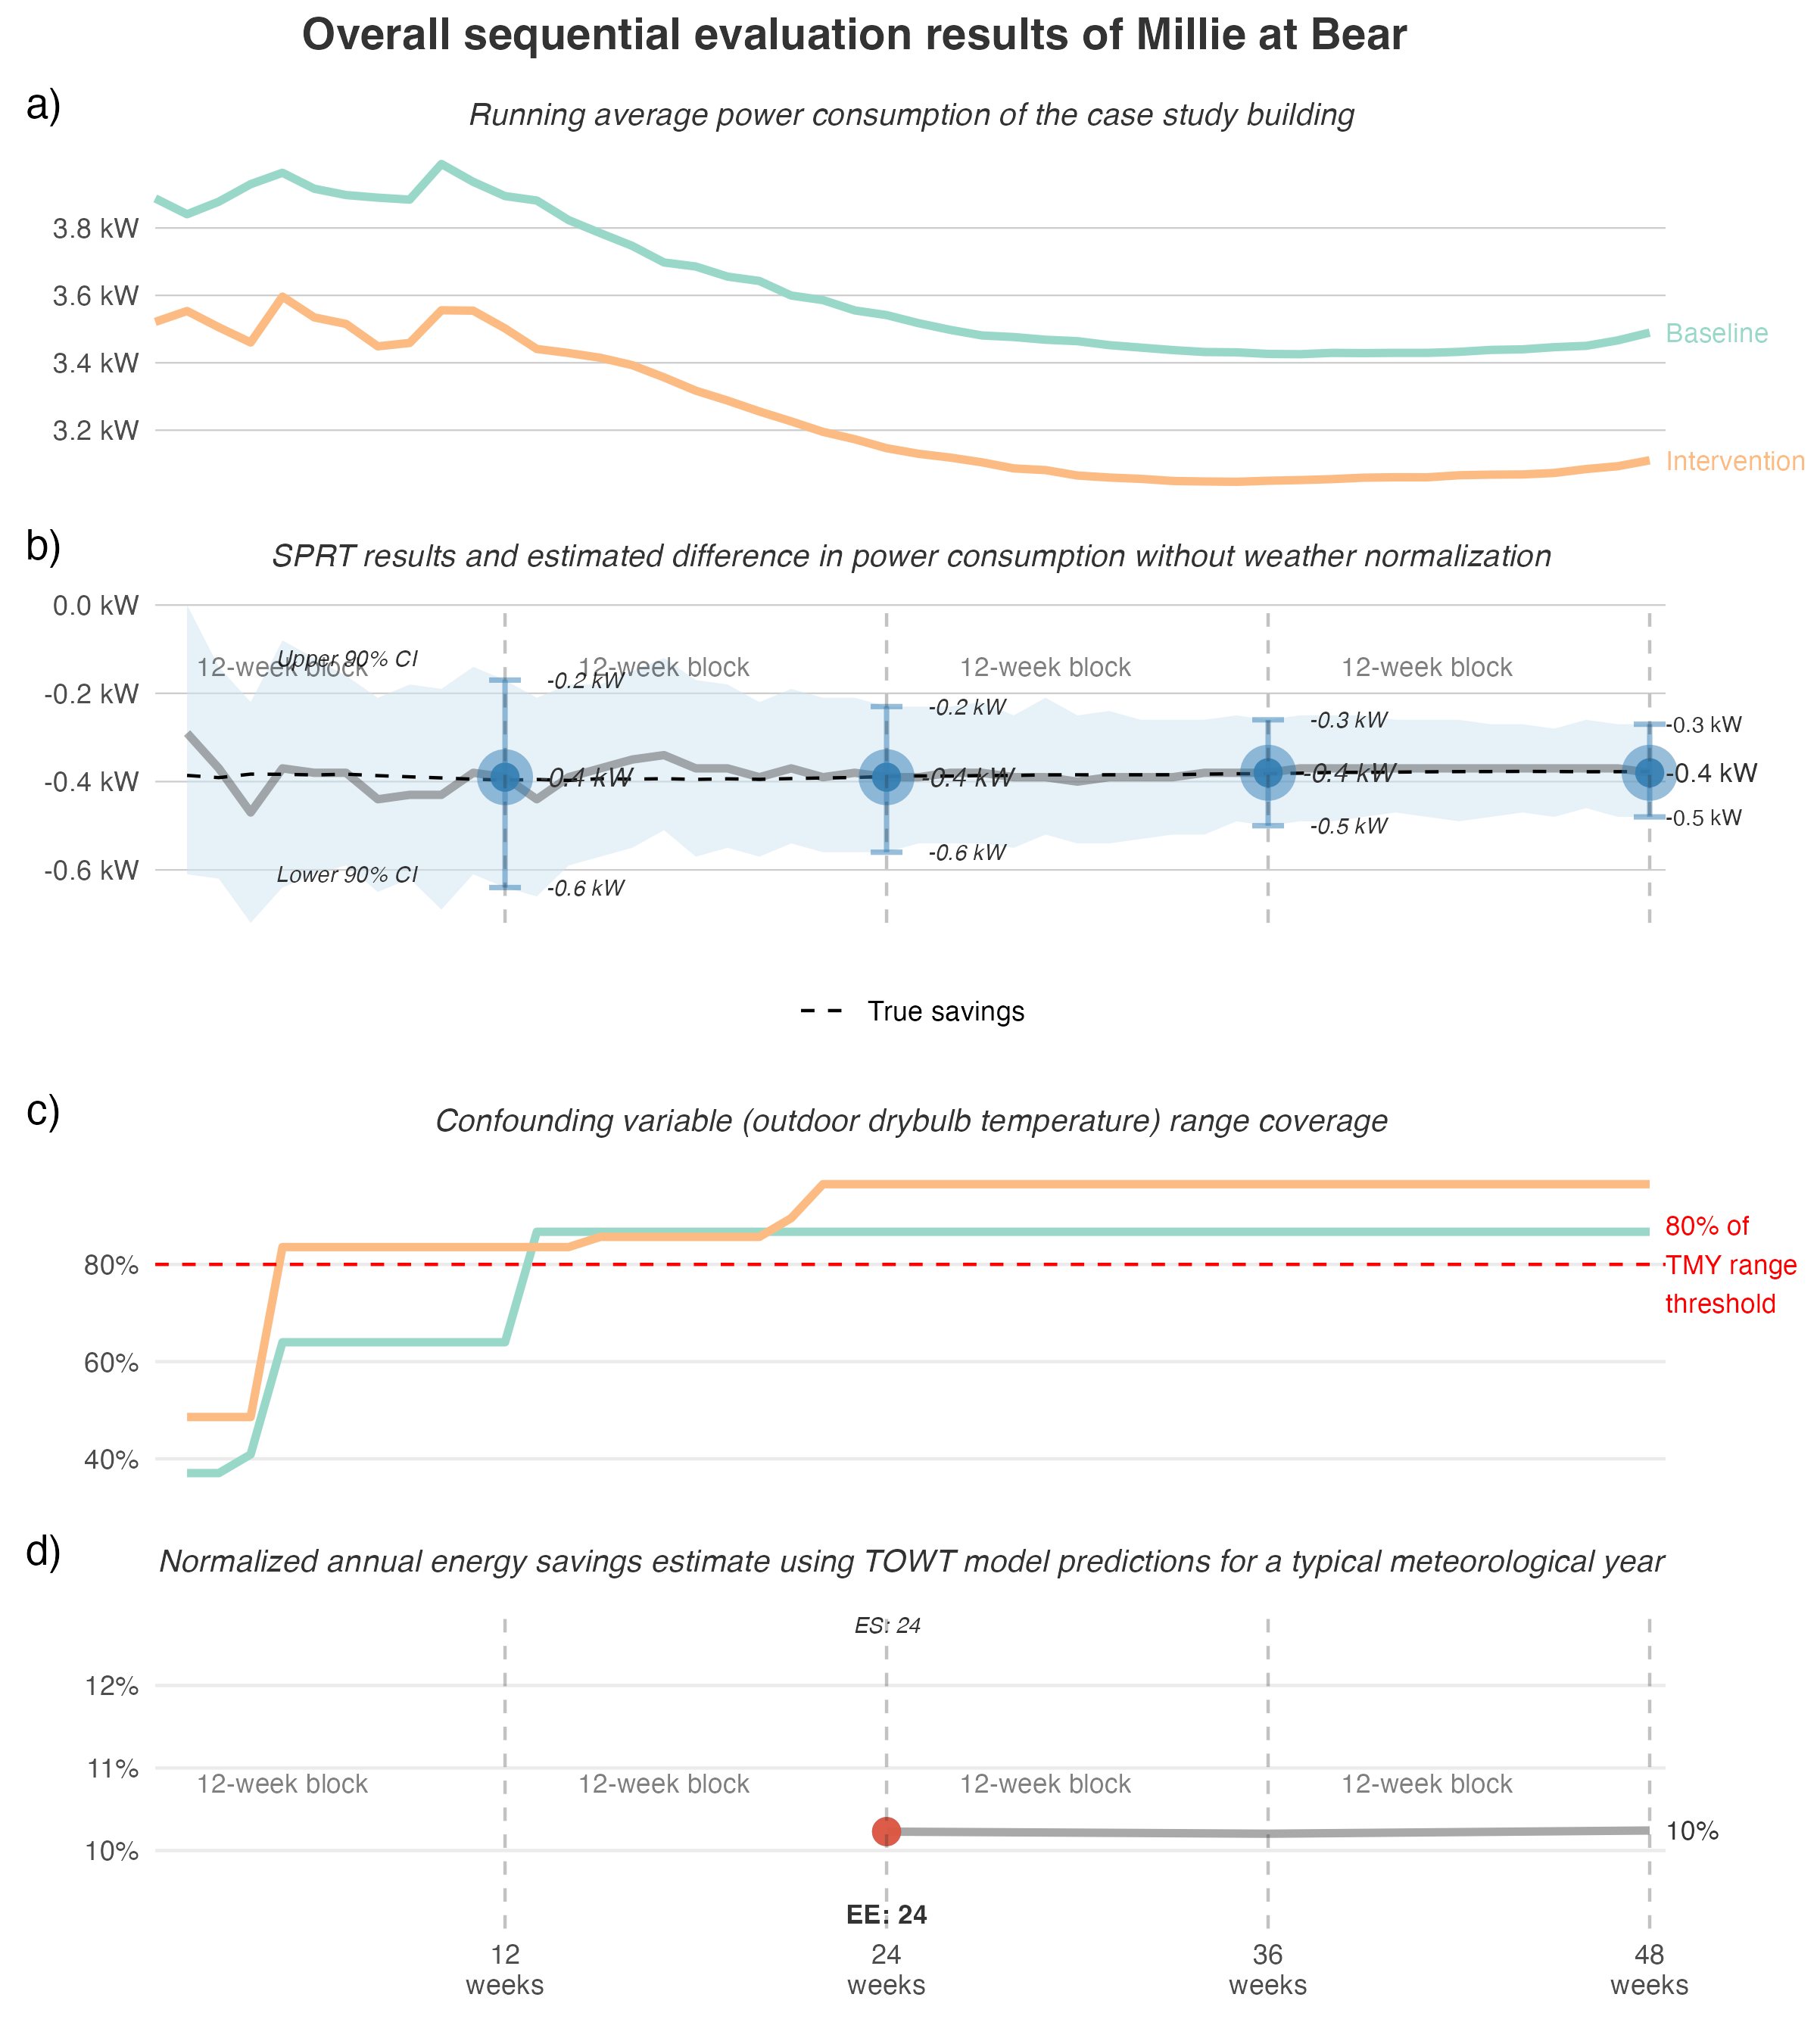 Overall sequential evaluation results of Millie at Bear
a)
Running average power consumption of the case study building
3.8 kW
3.6 kW
3.4 kW
3.2 kW
Baseline
Intervention
b)
SPRT results and estimated difference in power consumption without weather normalization
0.0 kW
-0.2 kW
-0.4 kW
-0.6 kW
12-week block
12-week block
12-week block
12-week block
Upper 90% CI
Lower 90% CI
-0.2 kW
-0.4 kW
-0.6 kW
-0.2 kW
-0.4 kW
-0.6 kW
-0.3 kW
-0.4 kW
-0.5 kW
-0.3 kW
-0.4 kW
-0.5 kW
True savings
c)
Confounding variable (outdoor drybulb temperature) range coverage
80%
60%
40%
80% of
TMY range
threshold
d)
Normalized annual energy savings estimate using TOWT model predictions for a typical meteorological year
ES: 24
12%
11%
10%
12-week block
12-week block
12-week block
12-week block
10%
EE: 24
12
weeks
24
weeks
36
weeks
48
weeks